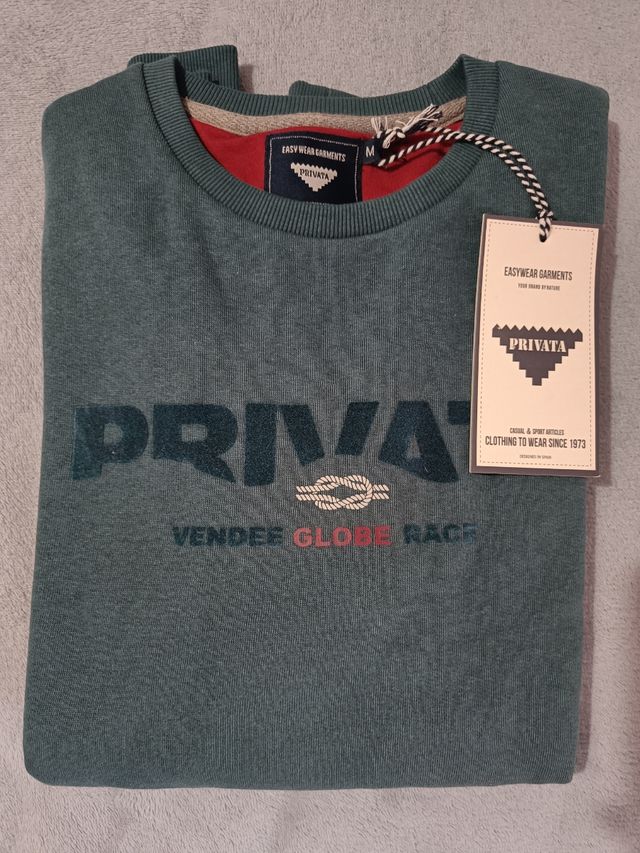 EASY WEAR GARMENTS
PRIVATA
M
EASYWEAR GARMENTS
YOUR BRAND BY NATURE
PRIVATA
CASUAL & SPORT ARTICLES
CLOTHING TO WEAR SINCE 1973
DESIGNED IN SPAIN
PRIVAT
VENDEE GLOBE RACE